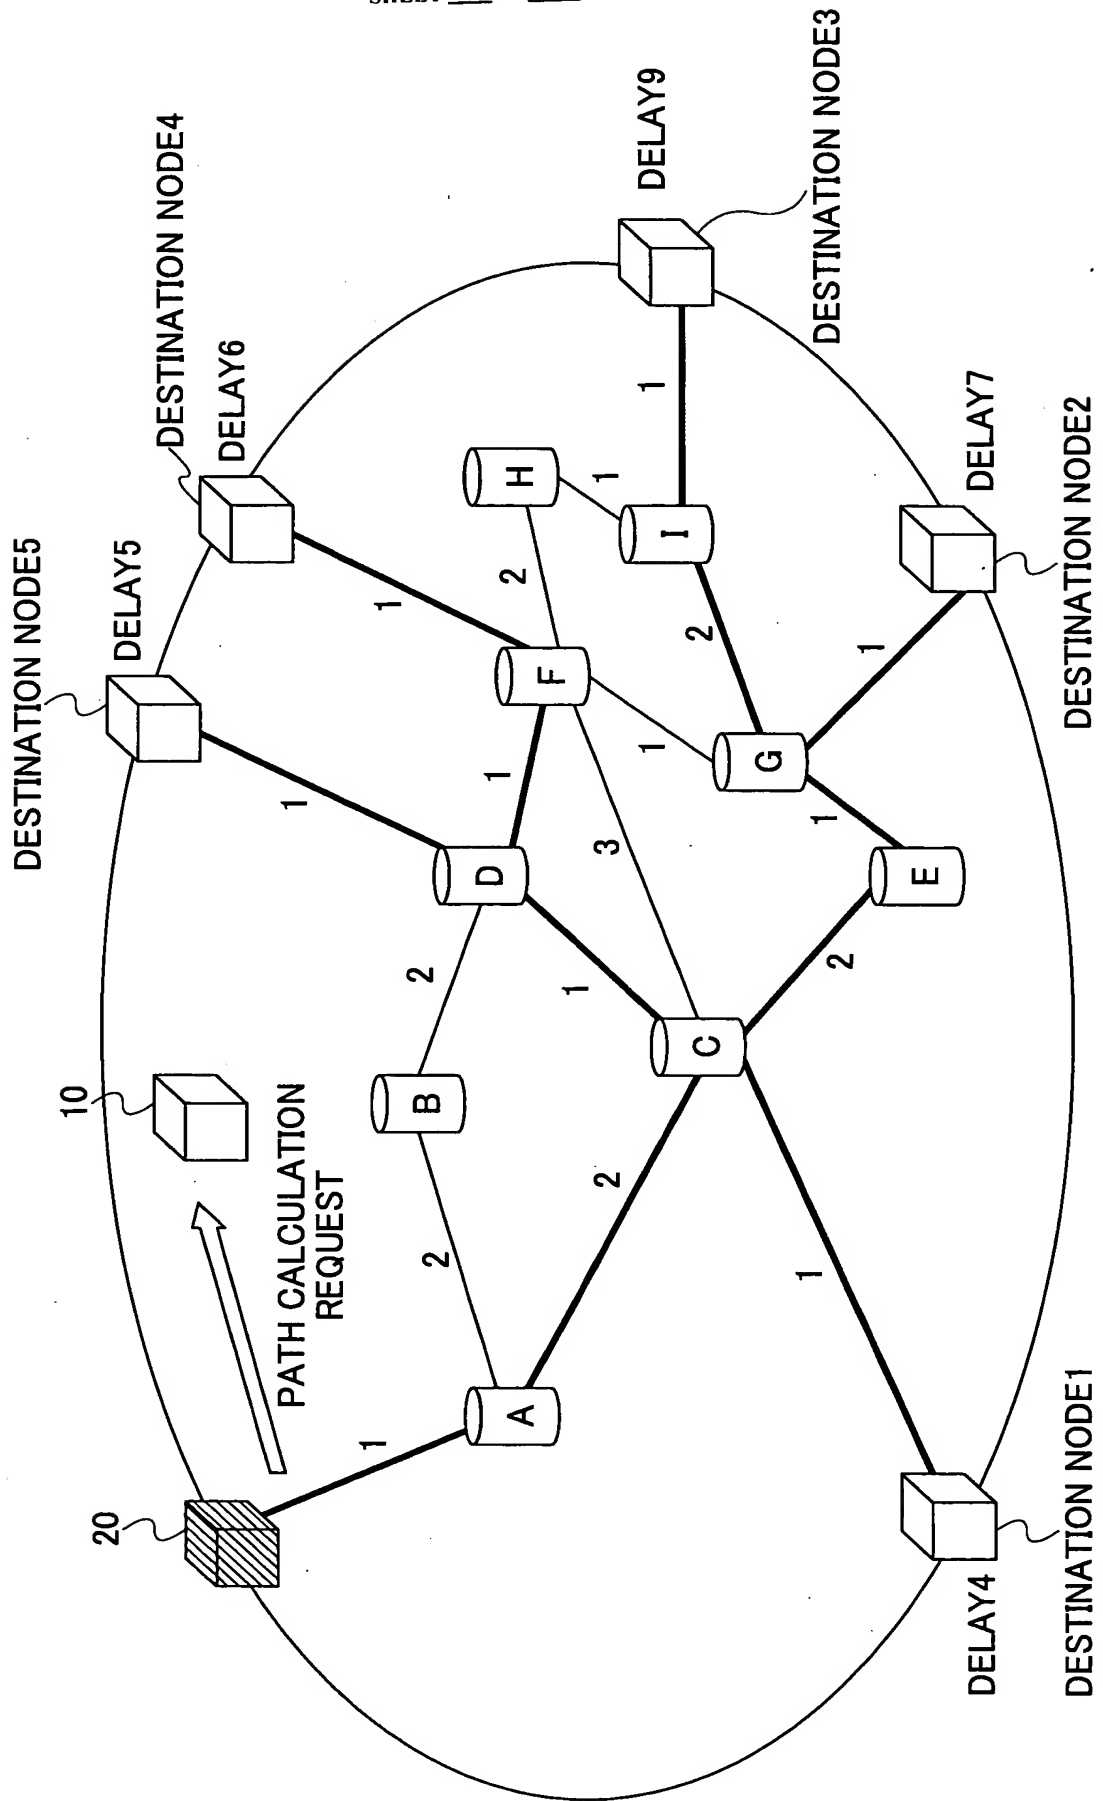 20
10
PATH CALCULATION
REQUEST
DESTINATION NODE5
DELAY5
DESTINATION NODE4
DELAY6
DELAY9
DESTINATION NODE3
DELAY7
DESTINATION NODE2
DELAY4
DESTINATION NODE1
A
B
C
D
E
F
G
H
I
1
2
2
2
1
1
2
3
1
1
1
2
1
1
1
1
2
1